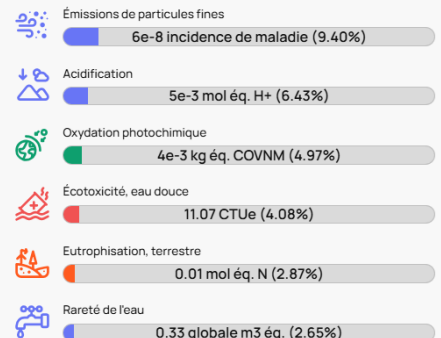 Émissions de particules fines
6e-8 incidence de maladie (9.40%)
Acidification
5e-3 mol éq. H+ (6.43%)
Oxydation photochimique
4e-3 kg éq. COVNM (4.97%)
Écotoxicité, eau douce
11.07 CTUe (4.08%)
Eutrophisation, terrestre
0.01 mol éq. N (2.87%)
Rareté de l'eau
0.33 globale m3 éq. (2.65%)